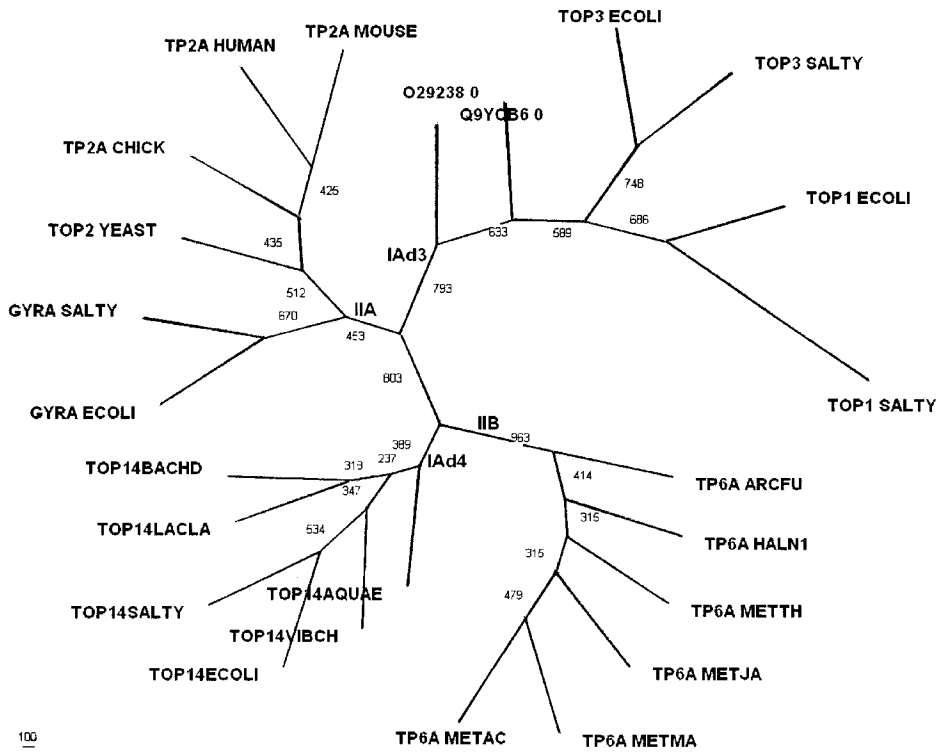 TOP3 ECOLI
TP2A MOUSE
TP2A HUMAN
TOP3 SALTY
O29238 0
Q9YCB6 0
TP2A CHICK
748
425
TOP1 ECOLI
686
TOP2 YEAST
435
633
589
IAd3
793
512
GYRA SALTY
670
IIA
453
803
TOP1 SALTY
GYRA ECOLI
IIB
963
389
TOP14BACHD
319
237
IAd4
414
TP6A ARCFU
347
TOP14LACLA
315
534
TP6A HALN1
315
TOP14AQUAE
479
TOP14SALTY
TP6A METTH
TOP14VIBCH
TOP14ECOLI
TP6A METJA
TP6A METAC
TP6A METMA
100